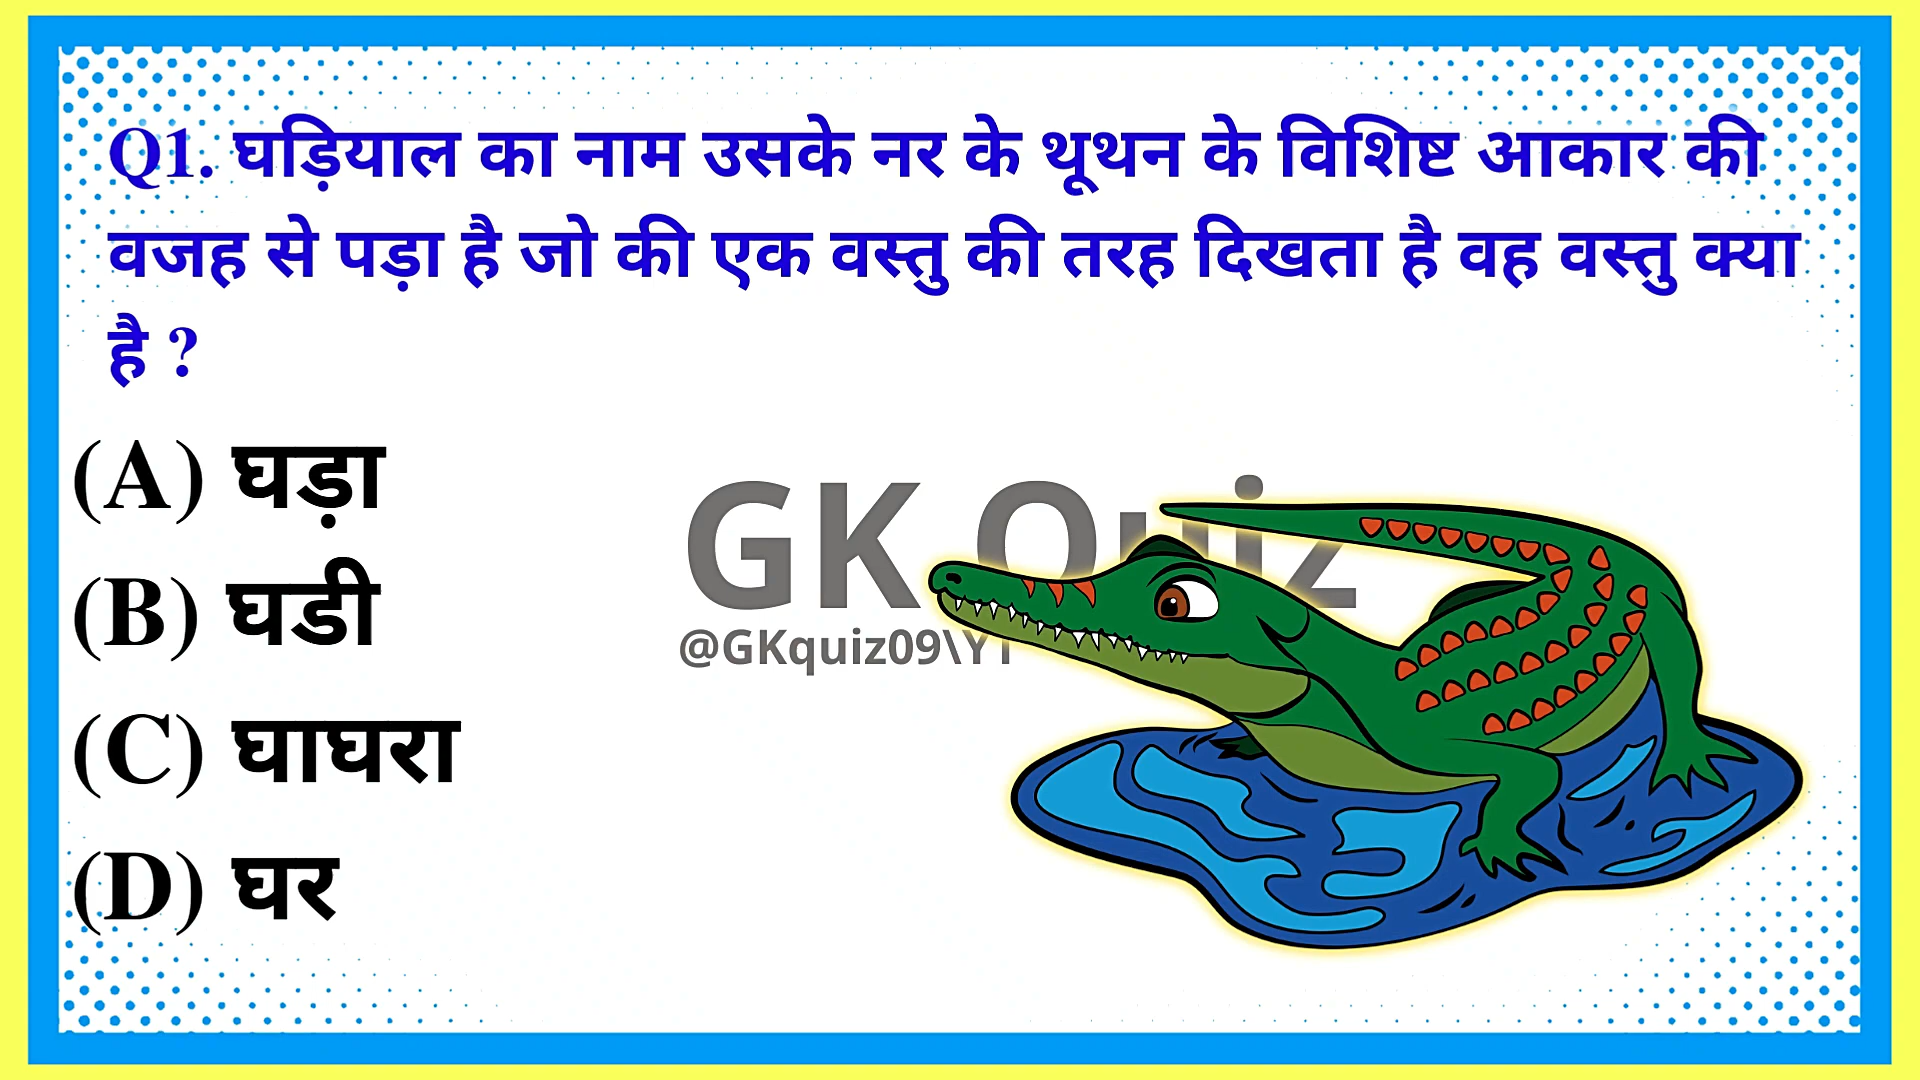 Q1. घड़ियाल का नाम उसके नर के थूथन के विशिष्ट आकार की
वजह से पड़ा है जो की एक वस्तु की तरह दिखता है वह वस्तु क्या
है ?
(A) घड़ा
(B) घडी
(C) घाघरा
(D) घर
GK Quiz
@GKquiz09\YT